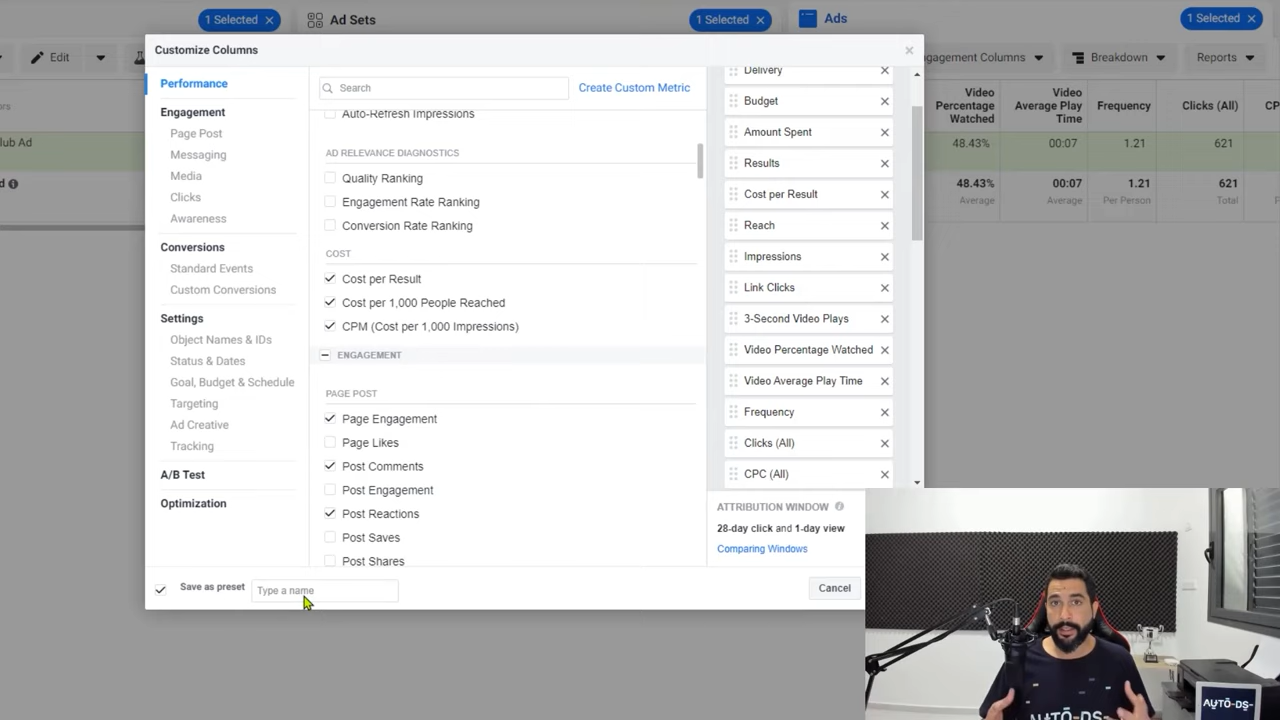 1 Selected ×
Ad Sets
1 Selected ×
Ads
1 Selected ×
Edit
Engagement Columns
Breakdown
Reports
Customize Columns
×
Performance
Engagement
Page Post
Messaging
Media
Clicks
Awareness
Conversions
Standard Events
Custom Conversions
Settings
Object Names & IDs
Status & Dates
Goal, Budget & Schedule
Targeting
Ad Creative
Tracking
A/B Test
Optimization
Search
Create Custom Metric
Auto-Refresh Impressions
AD RELEVANCE DIAGNOSTICS
Quality Ranking
Engagement Rate Ranking
Conversion Rate Ranking
COST
Cost per Result
Cost per 1,000 People Reached
CPM (Cost per 1,000 Impressions)
ENGAGEMENT
PAGE POST
Page Engagement
Page Likes
Post Comments
Post Engagement
Post Reactions
Post Saves
Post Shares
Delivery
Budget
Amount Spent
Results
Cost per Result
Reach
Impressions
Link Clicks
3-Second Video Plays
Video Percentage Watched
Video Average Play Time
Frequency
Clicks (All)
CPC (All)
ATTRIBUTION WINDOW
28-day click and 1-day view
Comparing Windows
Save as preset
Type a name
Cancel
Video
Percentage
Watched
Video
Average Play
Time
Frequency
Clicks (All)
CP
lub Ad
48.43%
00:07
1.21
621
48.43%
00:07
1.21
621
Average
Average
Per Person
Total
AUTO-DS-
AUTO-DS-